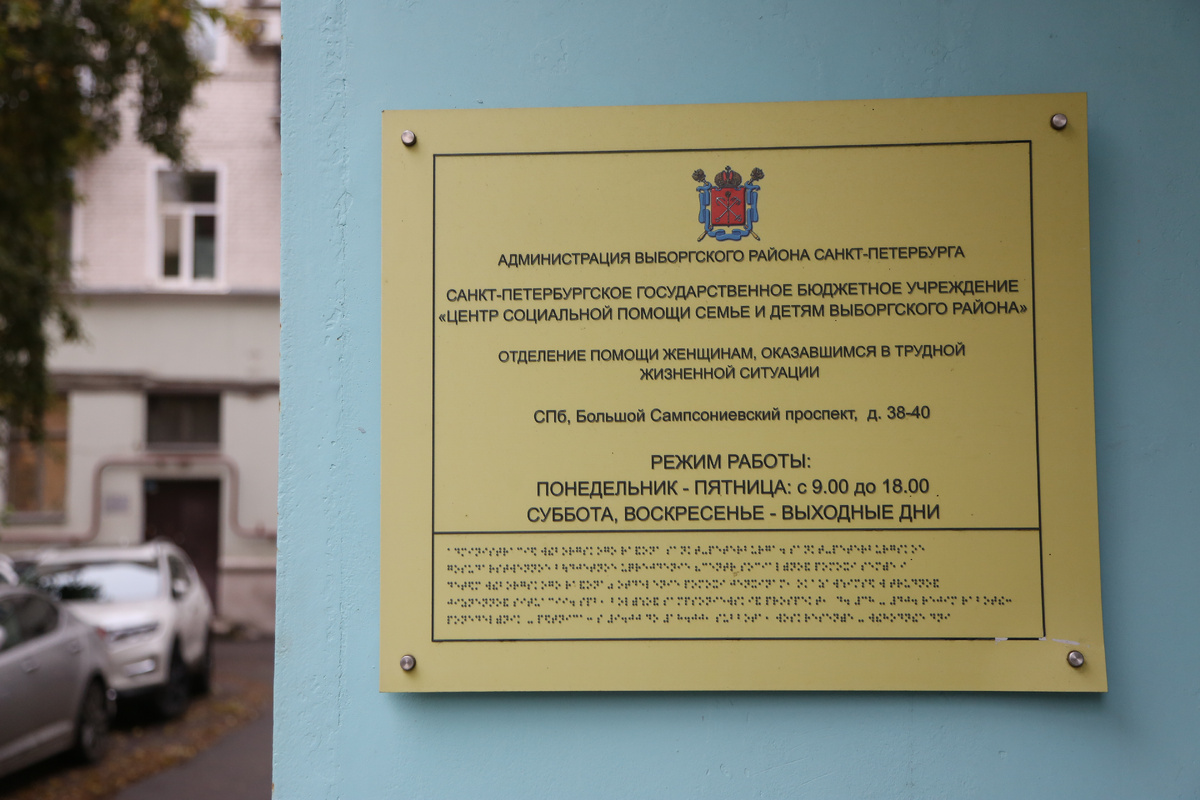 АДМИНИСТРАЦИЯ ВЫБОРГСКОГО РАЙОНА САНКТ-ПЕТЕРБУРГА
САНКТ-ПЕТЕРБУРГСКОЕ ГОСУДАРСТВЕННОЕ БЮДЖЕТНОЕ УЧРЕЖДЕНИЕ
«ЦЕНТР СОЦИАЛЬНОЙ ПОМОЩИ СЕМЬЕ И ДЕТЯМ ВЫБОРГСКОГО РАЙОНА»
ОТДЕЛЕНИЕ ПОМОЩИ ЖЕНЩИНАМ, ОКАЗАВШИМСЯ В ТРУДНОЙ
ЖИЗНЕННОЙ СИТУАЦИИ
СПб, Большой Сампсониевский проспект, д. 38-40
РЕЖИМ РАБОТЫ:
ПОНЕДЕЛЬНИК - ПЯТНИЦА: с 9.00 до 18.00
СУББОТА, ВОСКРЕСЕНЬЕ - ВЫХОДНЫЕ ДНИ